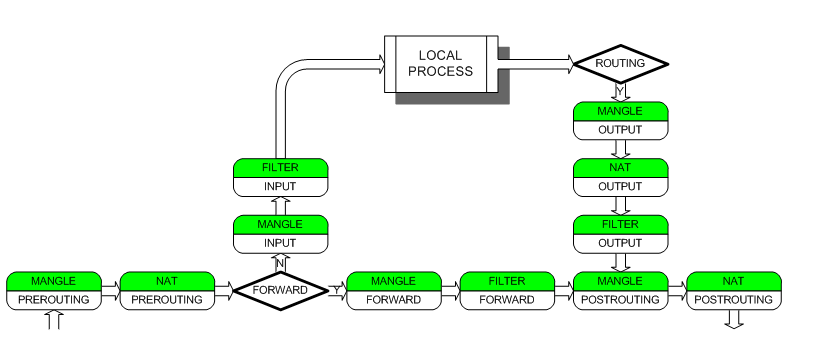 LOCAL
PROCESS
ROUTING
Y
MANGLE
OUTPUT
FILTER
INPUT
NAT
OUTPUT
MANGLE
INPUT
FILTER
OUTPUT
N
MANGLE
PREROUTING
NAT
PREROUTING
FORWARD
Y
MANGLE
FORWARD
FILTER
FORWARD
MANGLE
POSTROUTING
NAT
POSTROUTING